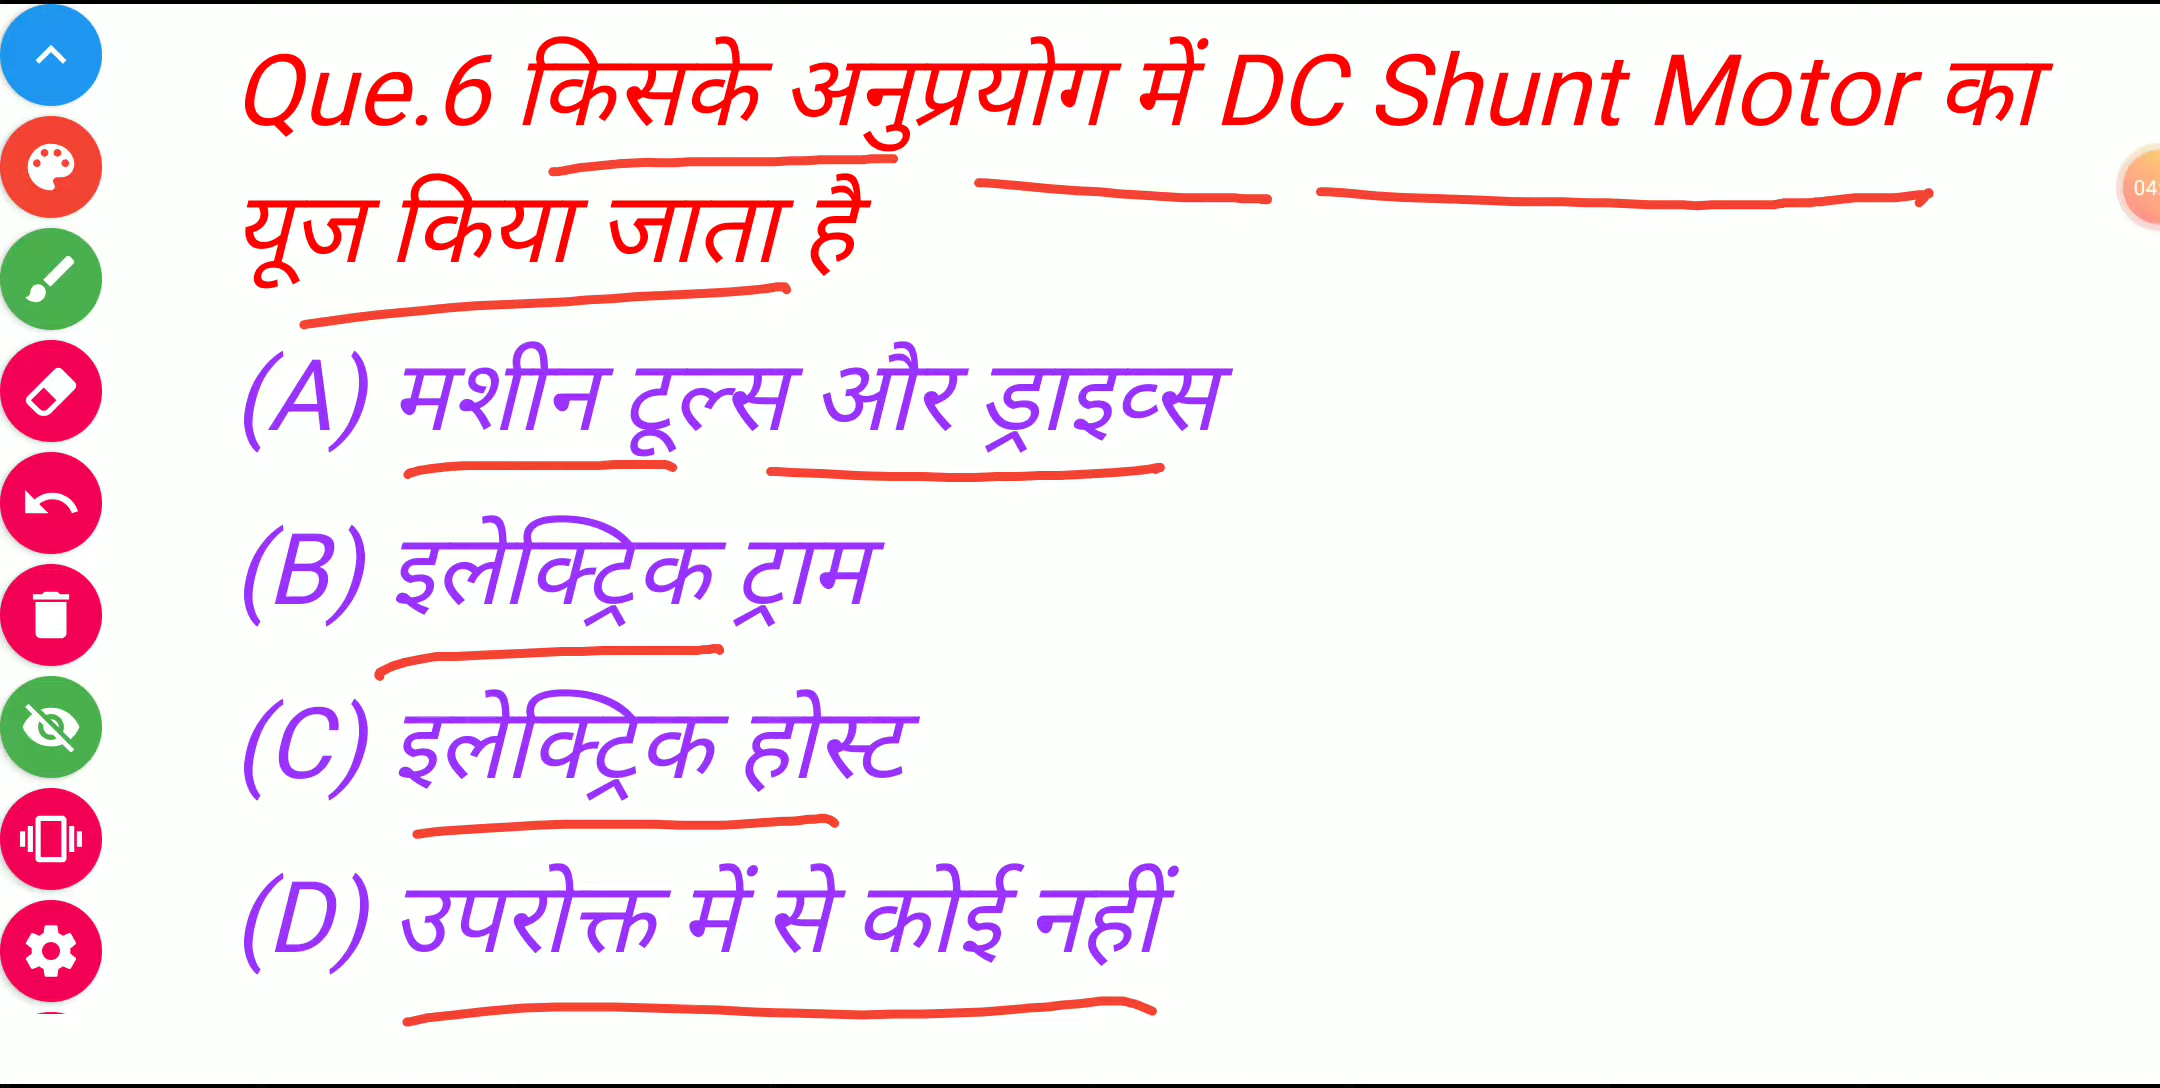 Que.6 किसके अनुप्रयोग में DC Shunt Motor का
यूज किया जाता है
(A) मशीन टूल्स और ड्राइव्स
(B) इलेक्ट्रिक ट्राम
(C) इलेक्ट्रिक होस्ट
(D) उपरोक्त में से कोई नहीं